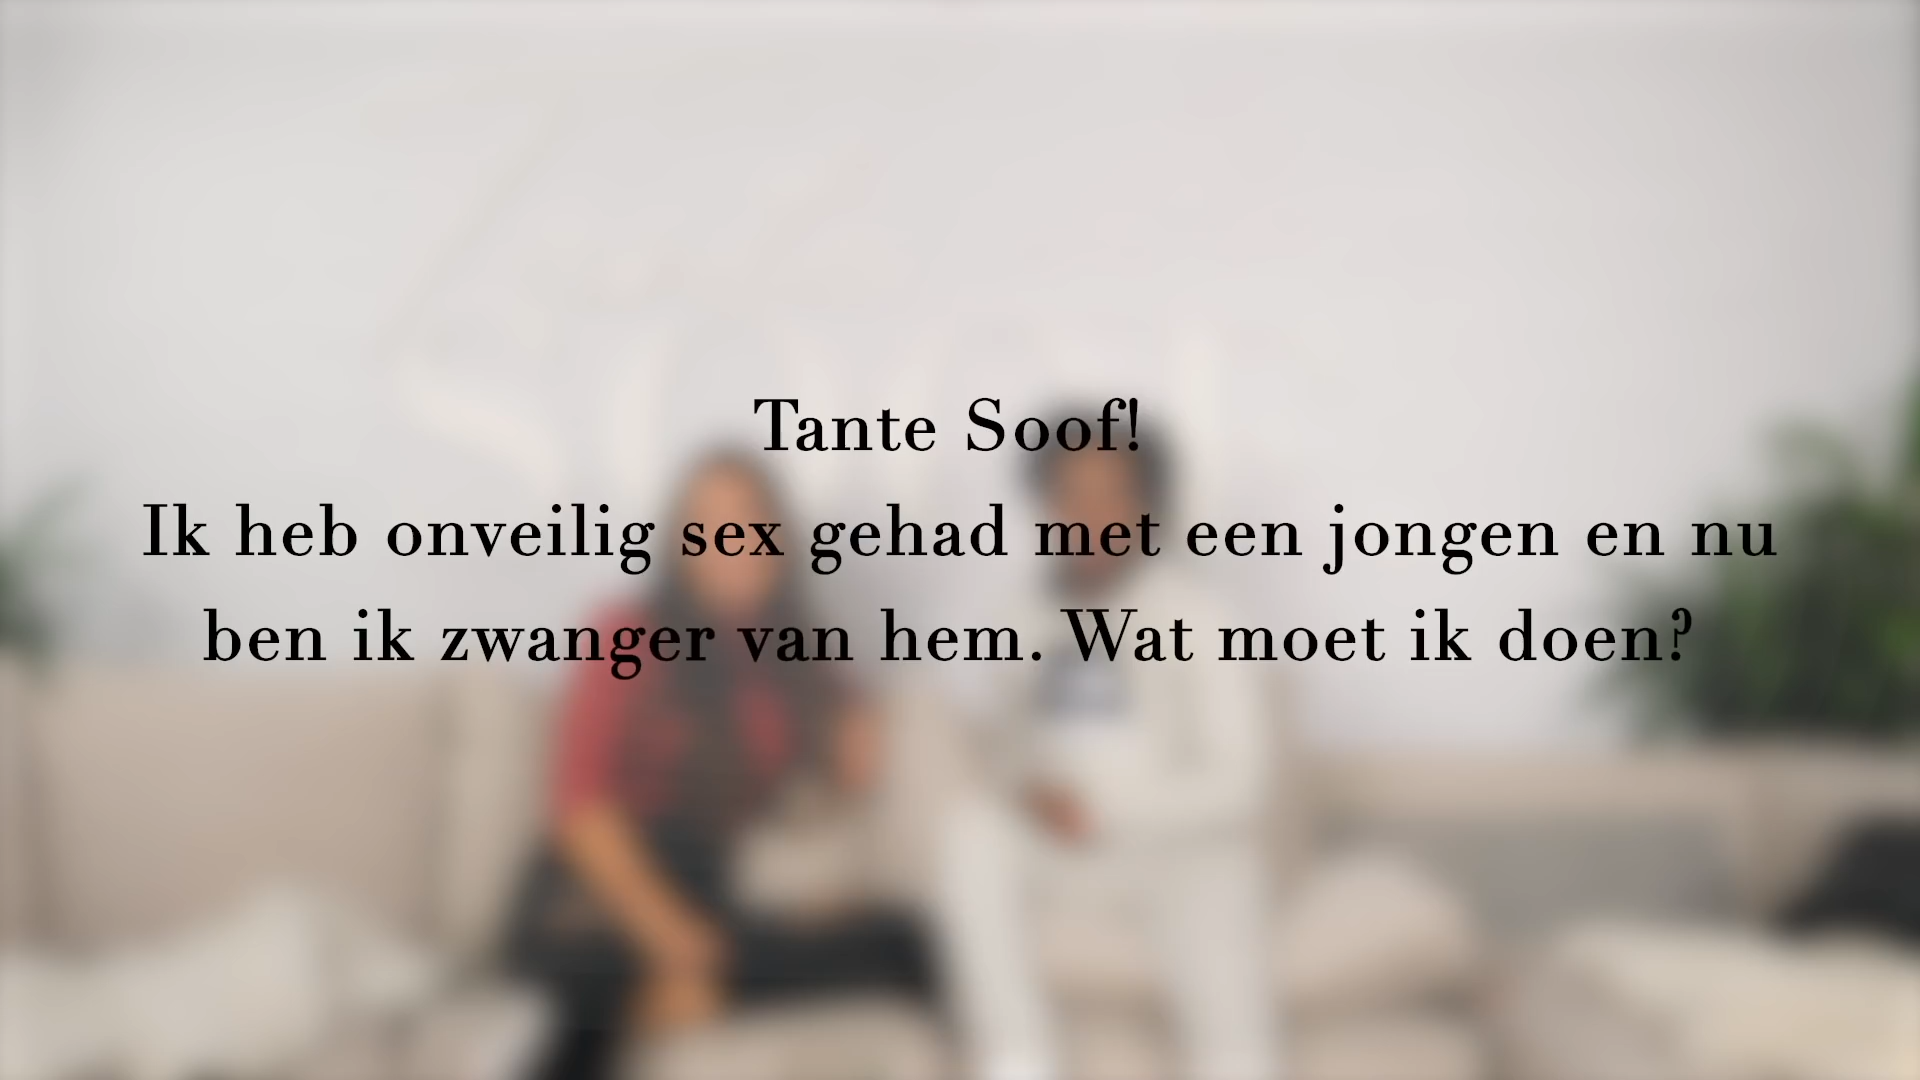 Tante Soof!
Ik heb onveilig sex gehad met een jongen en nu
ben ik zwanger van hem. Wat moet ik doen?